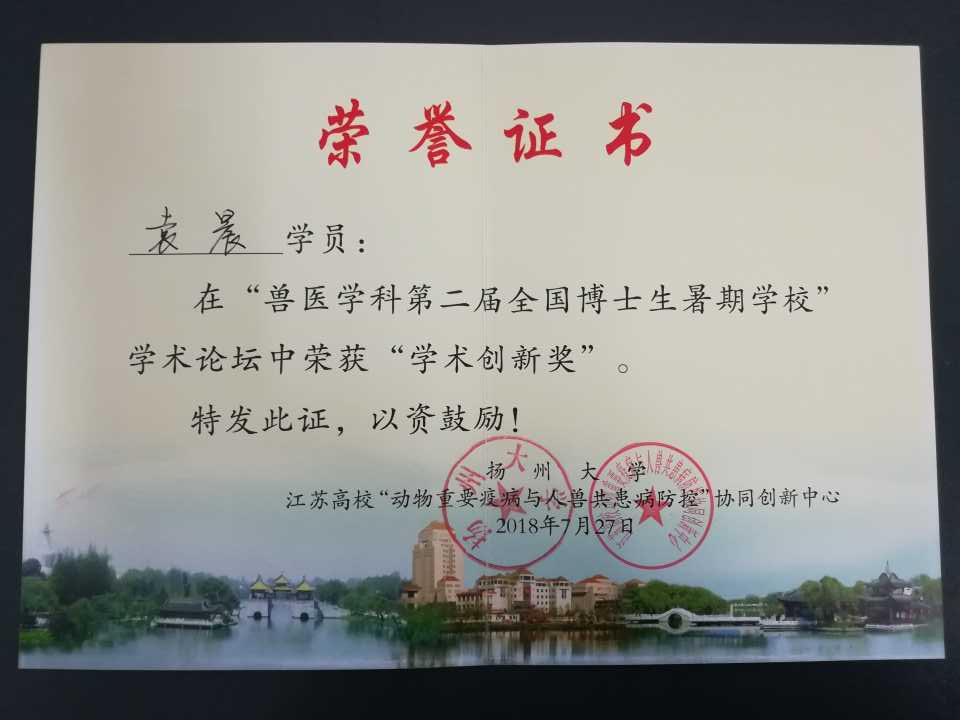 荣誉证书
袁晨 学员：
在“兽医学科第二届全国博士生暑期学校”
学术论坛中荣获“学术创新奖”。
特发此证，以资鼓励！
扬州大学
江苏高校“动物重要疫病与人兽共患病防控”协同创新中心
2018年7月27日
扬州大学